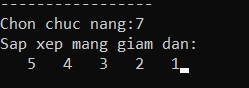 -----------------
Chon chuc nang:7
Sap xep mang giam dan:
   5   4   3   2   1